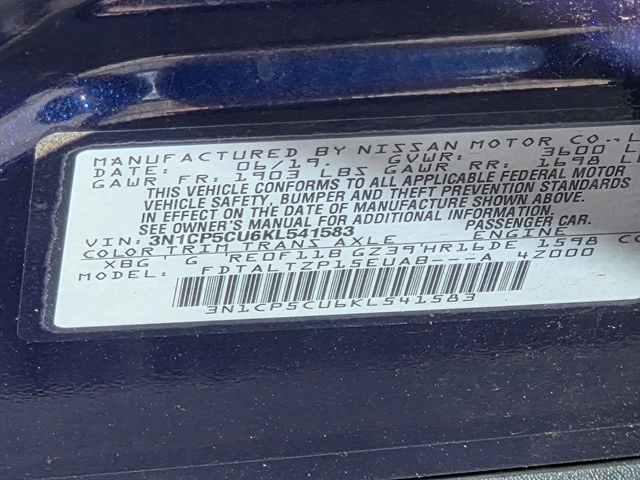 MANUFACTURED BY NISSAN MOTOR CO., L
DATE: 06/19. GVWR: 3600 L
GAWR FR: 1903 LBS GAWR RR: 1698 L
THIS VEHICLE CONFORMS TO ALL APPLICABLE FEDERAL MOTOR
VEHICLE SAFETY, BUMPER AND THEFT PREVENTION STANDARDS
IN EFFECT ON THE DATE OF MANUFACTURE SHOWN ABOVE.
SEE OWNER'S MANUAL FOR ADDITIONAL INFORMATION.
VIN: 3N1CP5CU6KL541583 PASSENGER CAR.
COLOR TRIM TRANS AXLE ENGINE
XBG G RE0F11B GZ39 HR16DE 1598 CC
FDTALTZP15EUAB---A 4Z000
3N1CP5CU6KL541583